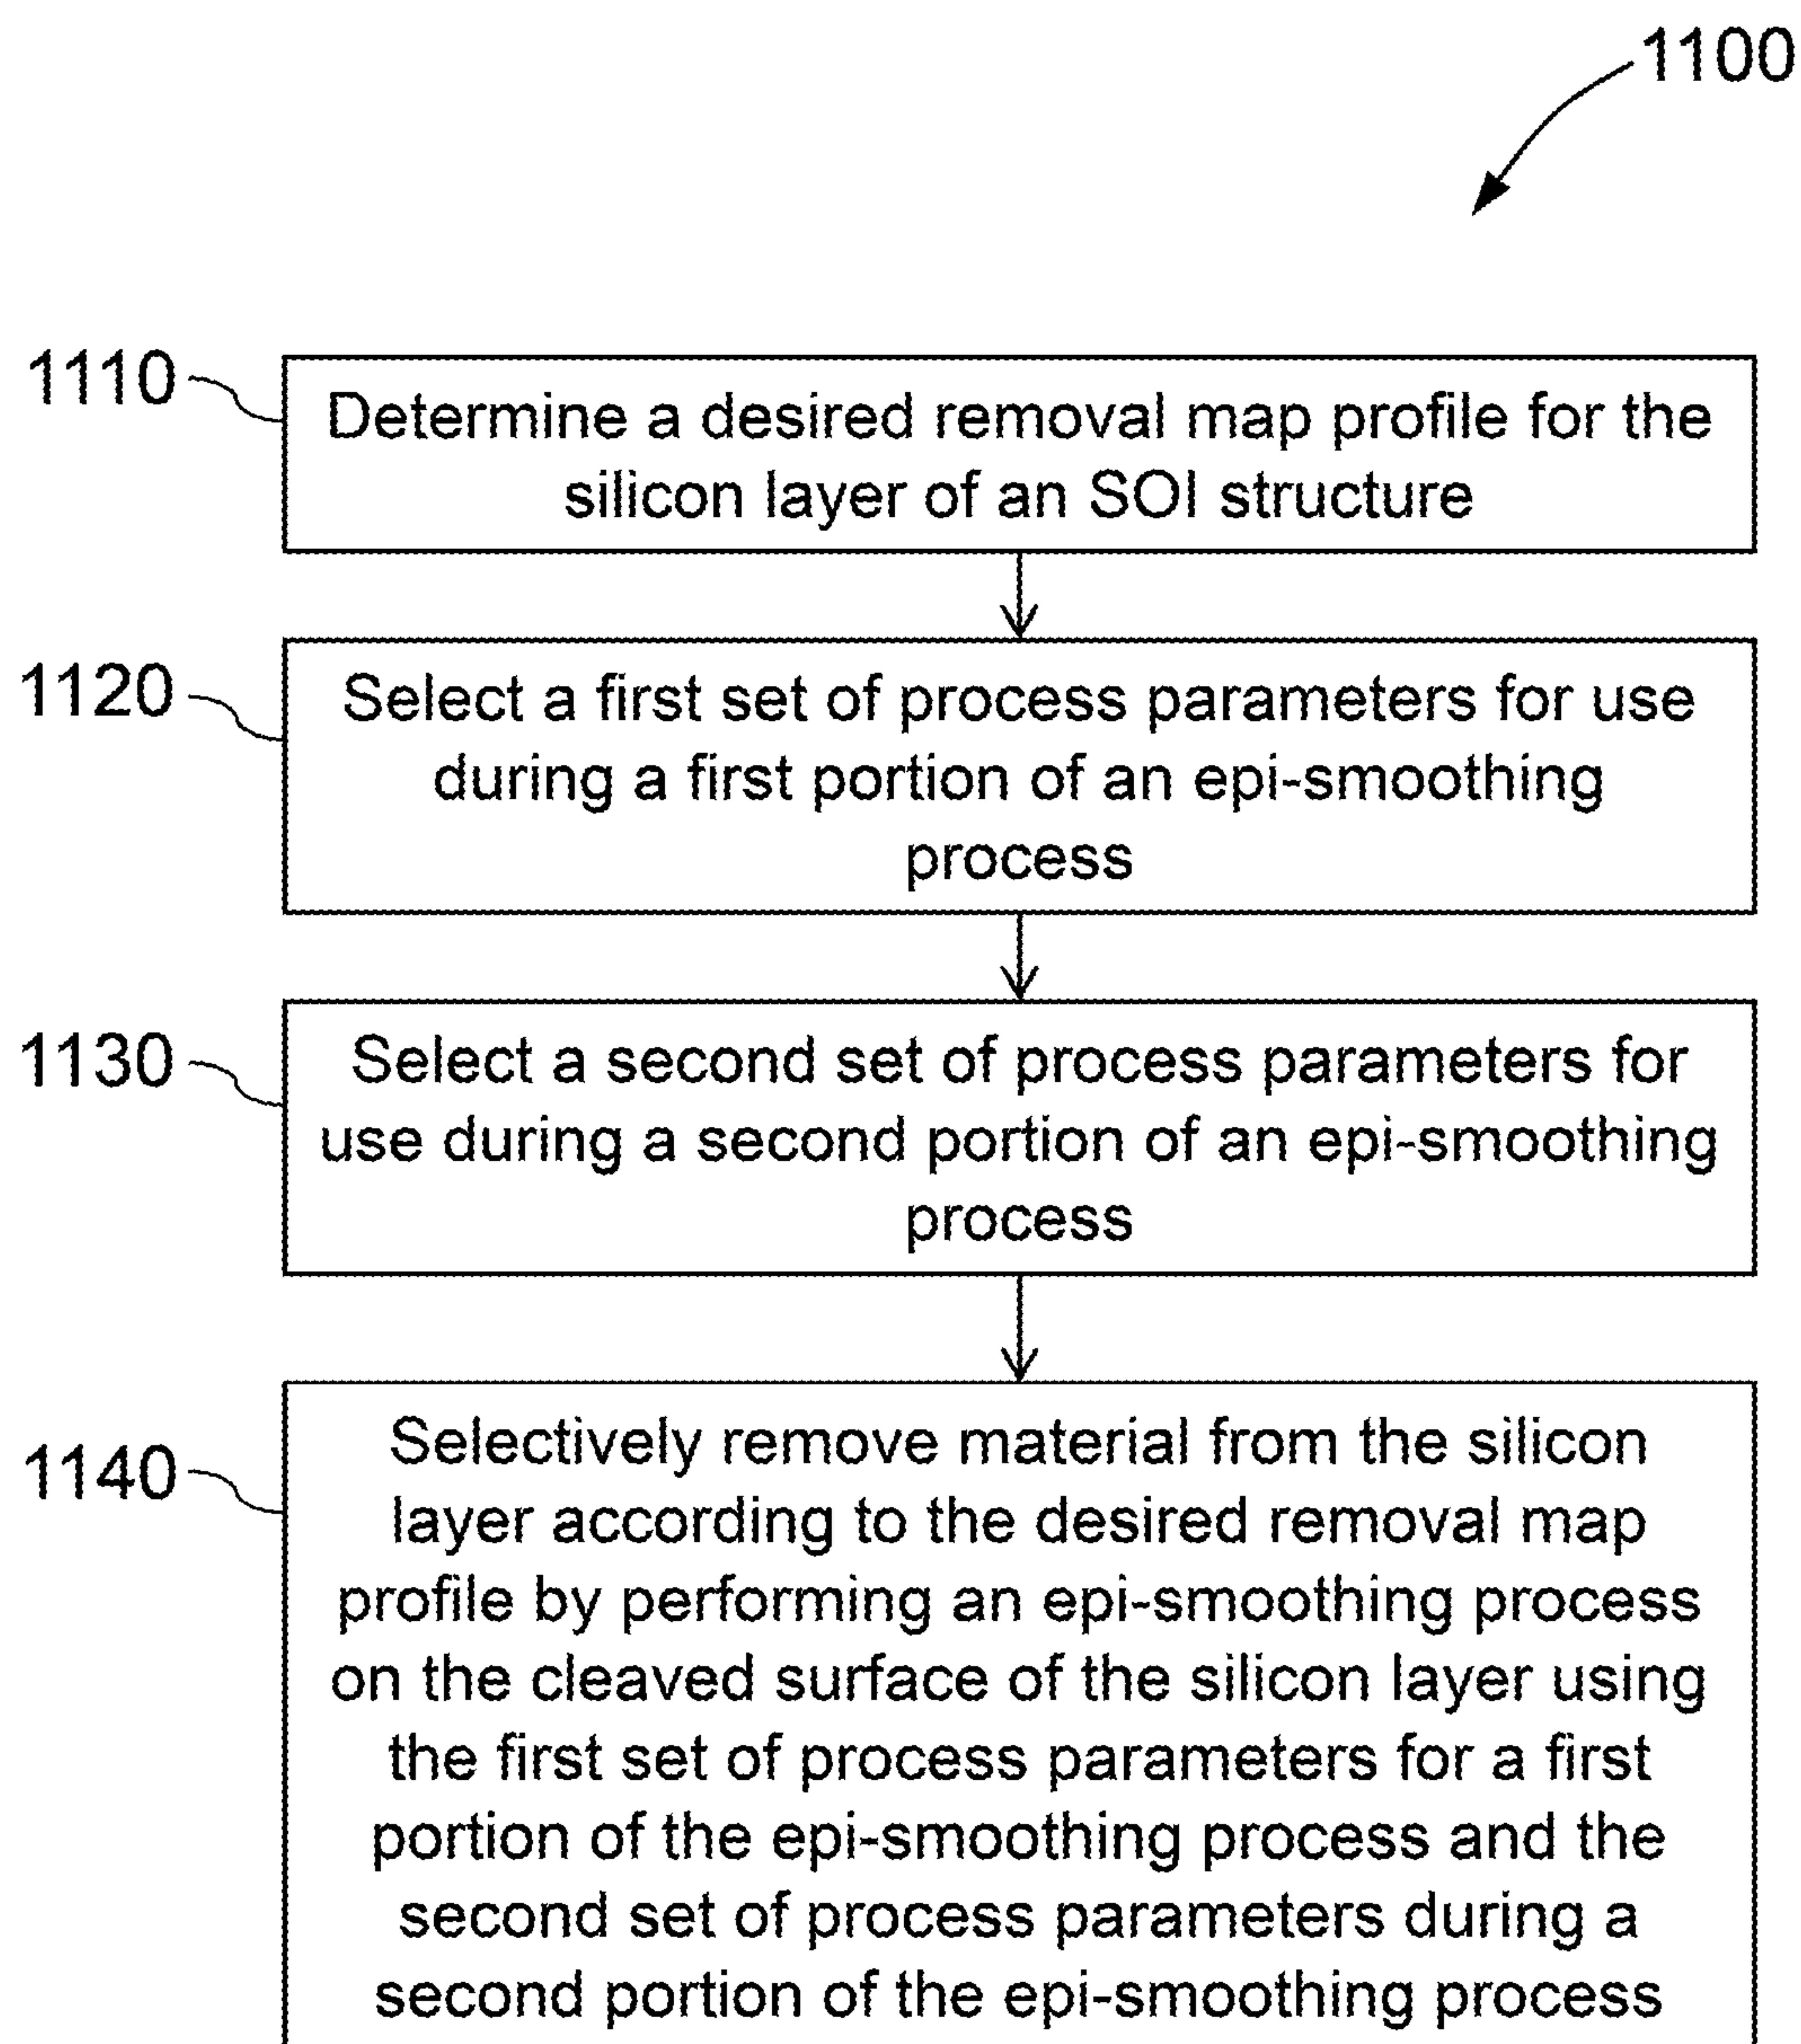 1100
1110
Determine a desired removal map profile for the
silicon layer of an SOI structure
1120
Select a first set of process parameters for use
during a first portion of an epi-smoothing
process
1130
Select a second set of process parameters for
use during a second portion of an epi-smoothing
process
1140
Selectively remove material from the silicon
layer according to the desired removal map
profile by performing an epi-smoothing process
on the cleaved surface of the silicon layer using
the first set of process parameters for a first
portion of the epi-smoothing process and the
second set of process parameters during a
second portion of the epi-smoothing process